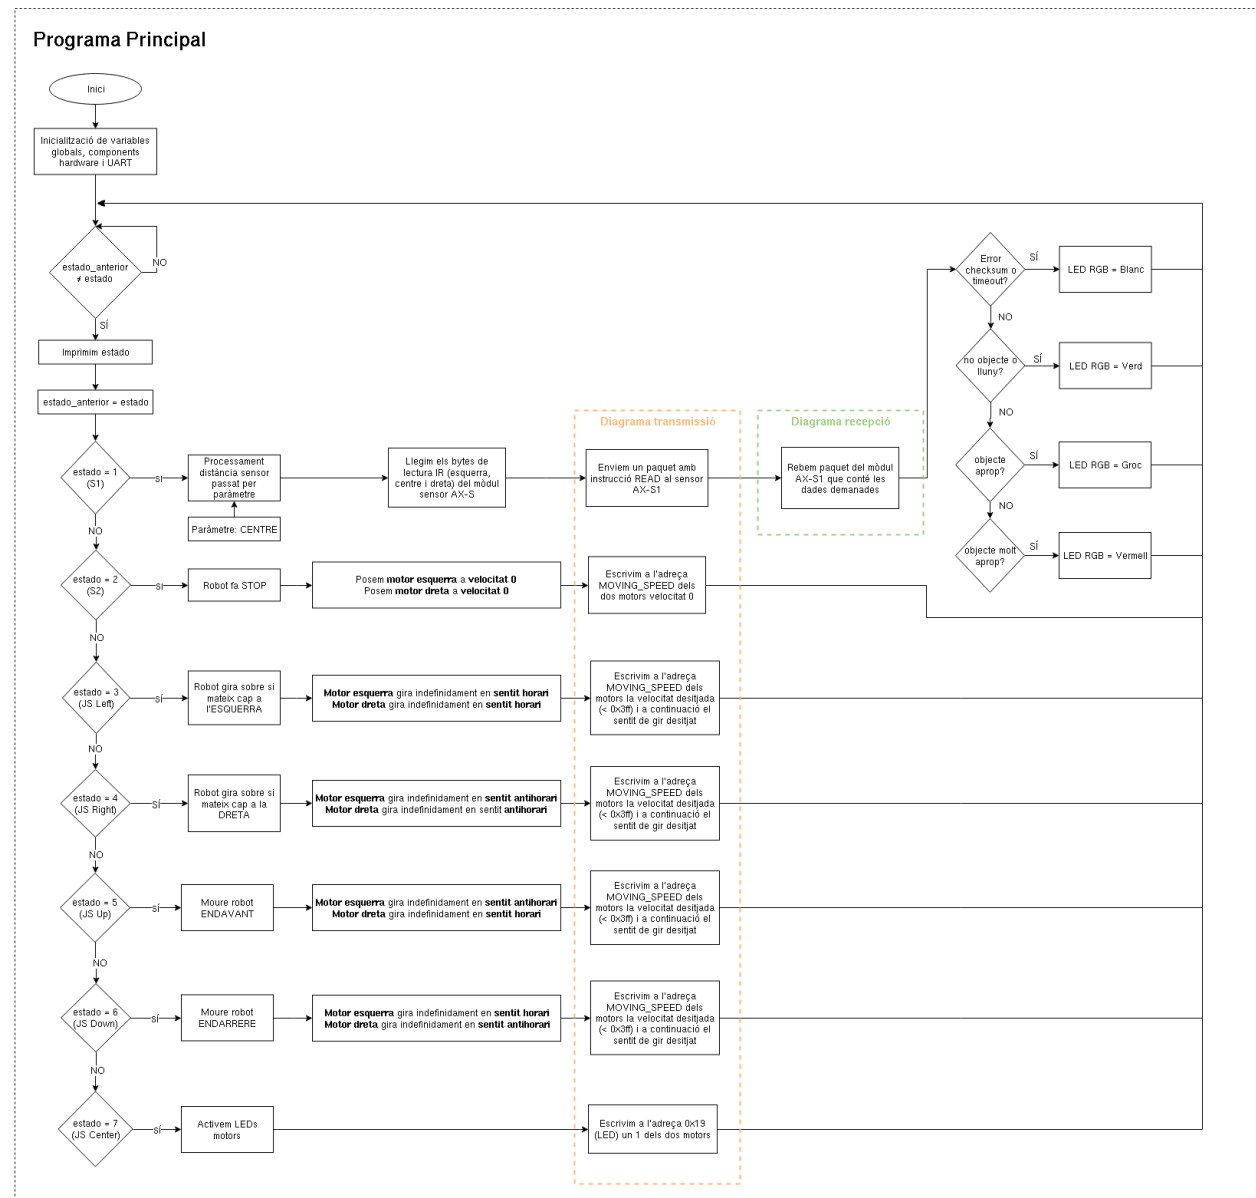 Programa Principal
Inici
Inicialització de variables
globals, components
hardware i UART
estado_anterior
≠ estado
NO
SÍ
Imprimim estado
estado_anterior = estado
estado = 1
(S1)
sí
Processament
distància sensor
passat per
paràmetre
Paràmetre: CENTRE
Llegim els bytes de
lectura IR (esquerra,
centre i dreta) del mòdul
sensor AX-S
Diagrama transmissió
Enviem un paquet amb
instrucció READ al sensor
AX-S1
Diagrama recepció
Rebem paquet del mòdul
AX-S1 que conté les
dades demanades
Error
checksum o
timeout?
SÍ
LED RGB = Blanc
NO
no objecte o
lluny?
SÍ
LED RGB = Verd
NO
objecte
aprop?
SÍ
LED RGB = Groc
NO
objecte molt
aprop?
SÍ
LED RGB = Vermell
NO
estado = 2
(S2)
sí
Robot fa STOP
Posem motor esquerra a velocitat 0
Posem motor dreta a velocitat 0
Escrivim a l'adreça
MOVING_SPEED dels
dos motors velocitat 0
NO
estado = 3
(JS Left)
sí
Robot gira sobre si
mateix cap a
l'ESQUERRA
Motor esquerra gira indefinidament en sentit horari
Motor dreta gira indefinidament en sentit horari
Escrivim a l'adreça
MOVING_SPEED dels
motors la velocitat desitjada
(< 0x3ff) i a continuació el
sentit de gir desitjat
NO
estado = 4
(JS Right)
SÍ
Robot gira sobre si
mateix cap a la
DRETA
Motor esquerra gira indefinidament en sentit antihorari
Motor dreta gira indefinidament en sentit antihorari
Escrivim a l'adreça
MOVING_SPEED dels
motors la velocitat desitjada
(< 0x3ff) i a continuació el
sentit de gir desitjat
NO
estado = 5
(JS Up)
sí
Moure robot
ENDAVANT
Motor esquerra gira indefinidament en sentit antihorari
Motor dreta gira indefinidament en sentit horari
Escrivim a l'adreça
MOVING_SPEED dels
motors la velocitat desitjada
(< 0x3ff) i a continuació el
sentit de gir desitjat
NO
estado = 6
(JS Down)
sí
Moure robot
ENDARRERE
Motor esquerra gira indefinidament en sentit horari
Motor dreta gira indefinidament en sentit antihorari
Escrivim a l'adreça
MOVING_SPEED dels
motors la velocitat desitjada
(< 0x3ff) i a continuació el
sentit de gir desitjat
NO
estado = 7
(JS Center)
sí
Activem LEDs
motors
Escrivim a l'adreça 0x19
(LED) un 1 dels dos motors